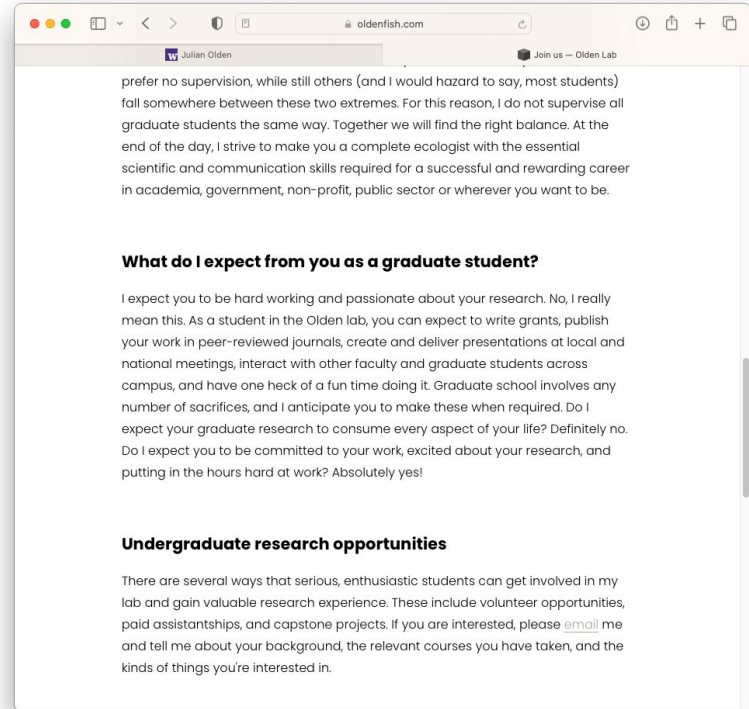 oldenfish.com
Julian Olden
Join us — Olden Lab
prefer no supervision, while still others (and I would hazard to say, most students)
fall somewhere between these two extremes. For this reason, I do not supervise all
graduate students the same way. Together we will find the right balance. At the
end of the day, I strive to make you a complete ecologist with the essential
scientific and communication skills required for a successful and rewarding career
in academia, government, non-profit, public sector or wherever you want to be.
What do I expect from you as a graduate student?
I expect you to be hard working and passionate about your research. No, I really
mean this. As a student in the Olden lab, you can expect to write grants, publish
your work in peer-reviewed journals, create and deliver presentations at local and
national meetings, interact with other faculty and graduate students across
campus, and have one heck of a fun time doing it. Graduate school involves any
number of sacrifices, and I anticipate you to make these when required. Do I
expect your graduate research to consume every aspect of your life? Definitely no.
Do I expect you to be committed to your work, excited about your research, and
putting in the hours hard at work? Absolutely yes!
Undergraduate research opportunities
There are several ways that serious, enthusiastic students can get involved in my
lab and gain valuable research experience. These include volunteer opportunities,
paid assistantships, and capstone projects. If you are interested, please email me
and tell me about your background, the relevant courses you have taken, and the
kinds of things you're interested in.